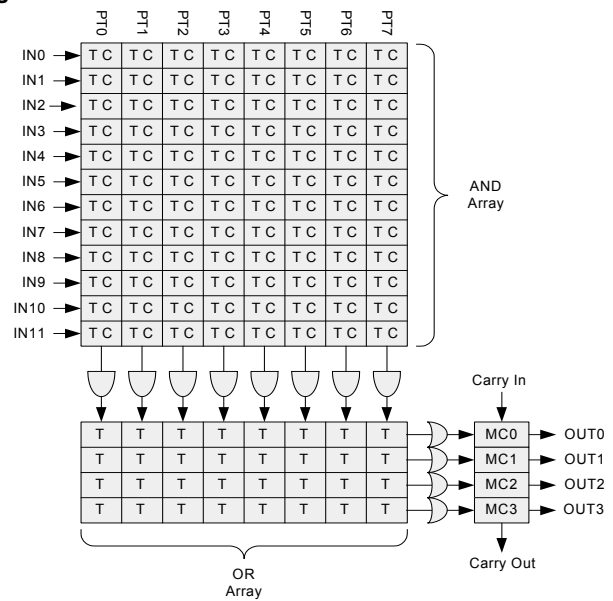 PT0 PT1 PT2 PT3 PT4 PT5 PT6 PT7
IN0 T C T C T C T C T C T C T C T C
IN1 T C T C T C T C T C T C T C T C
IN2 T C T C T C T C T C T C T C T C
IN3 T C T C T C T C T C T C T C T C
IN4 T C T C T C T C T C T C T C T C
IN5 T C T C T C T C T C T C T C T C
IN6 T C T C T C T C T C T C T C T C
IN7 T C T C T C T C T C T C T C T C
IN8 T C T C T C T C T C T C T C T C
IN9 T C T C T C T C T C T C T C T C
IN10 T C T C T C T C T C T C T C T C
IN11 T C T C T C T C T C T C T C T C
AND
Array
Carry In
T T T T T T T T MC0 OUT0
T T T T T T T T MC1 OUT1
T T T T T T T T MC2 OUT2
T T T T T T T T MC3 OUT3
Carry Out
OR
Array